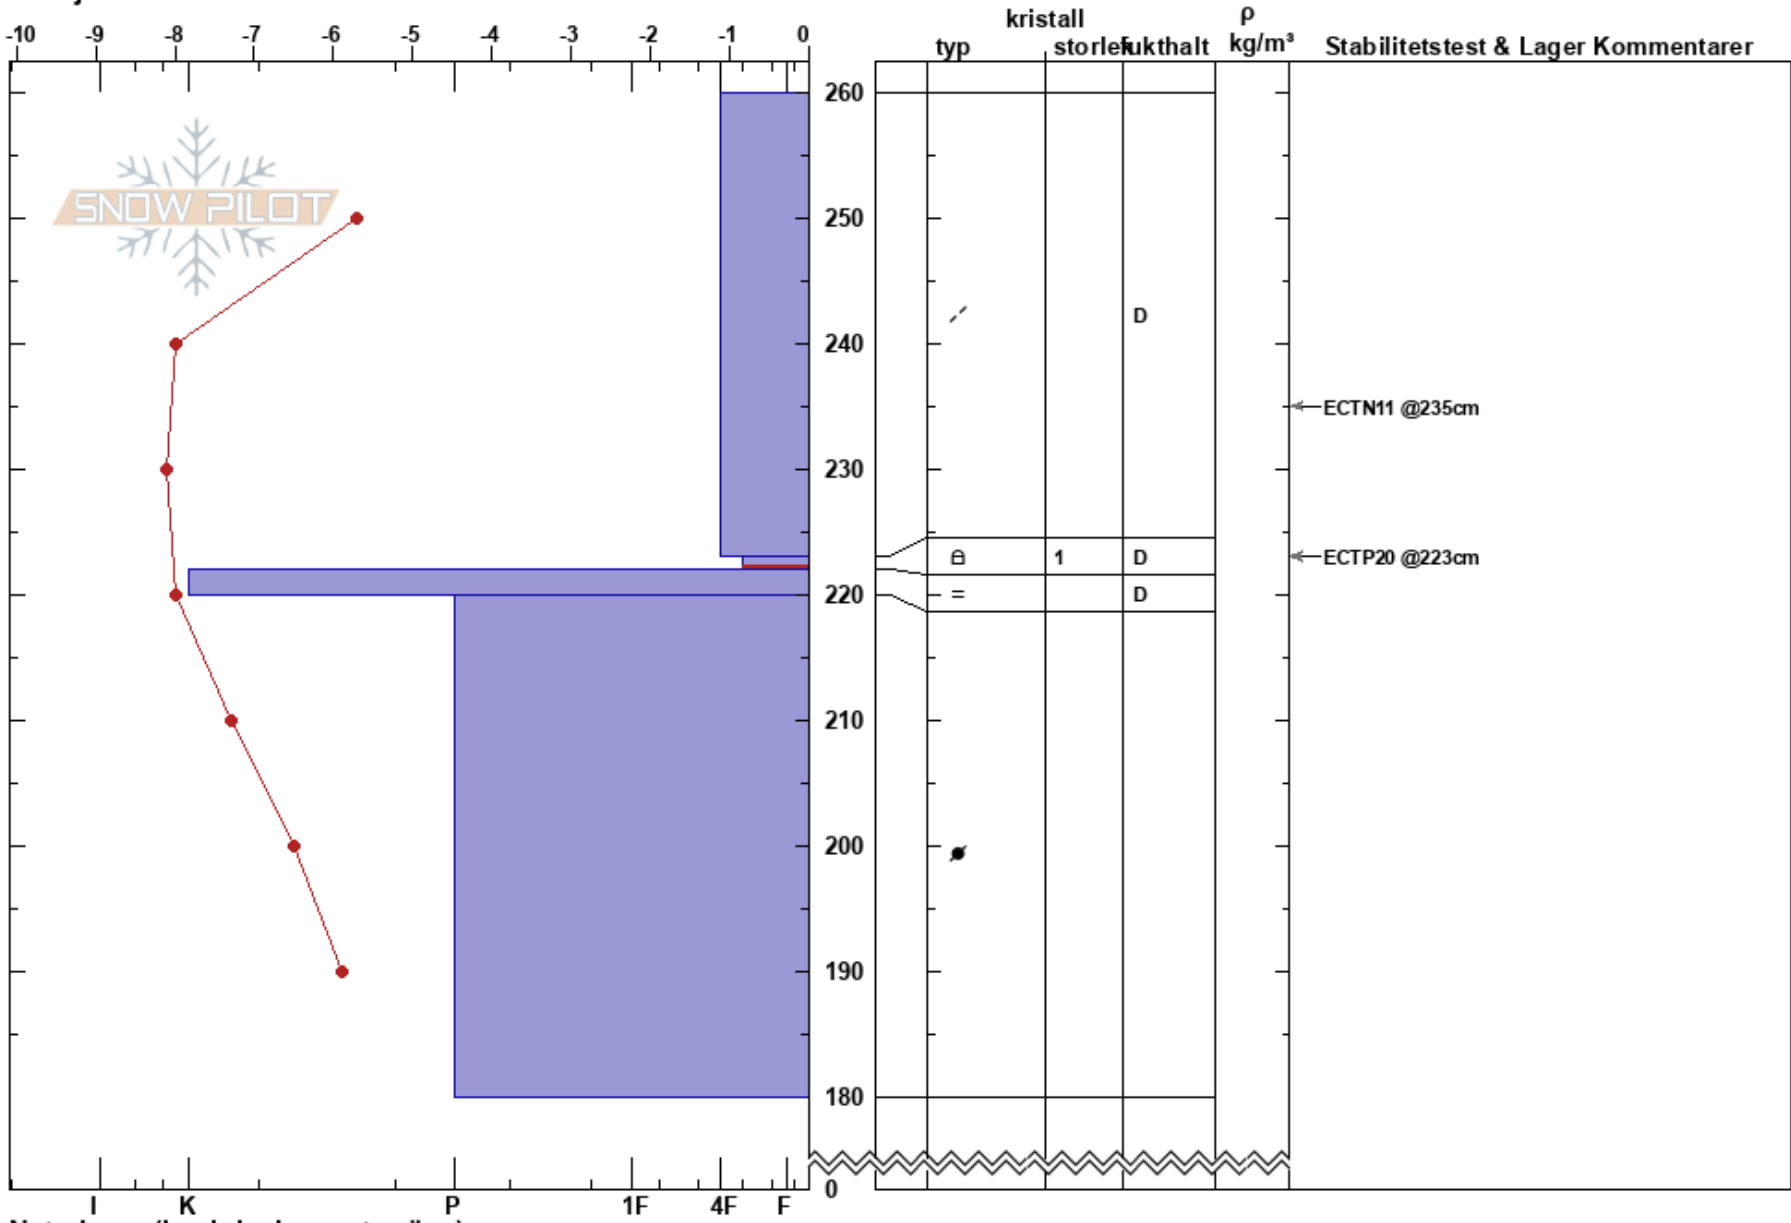 kristall ρ
-10 -9 -8 -7 -6 -5 -4 -3 -2 -1 0 typ storlek fukthalt kg/m³ Stabilitetstest & Lager Kommentarer
260
SNOW PILOT
250
D
240
ECTN11 @235cm
230
1 D ECTP20 @223cm
220 = D
210
200
190
180
0
I K P 1F 4F F